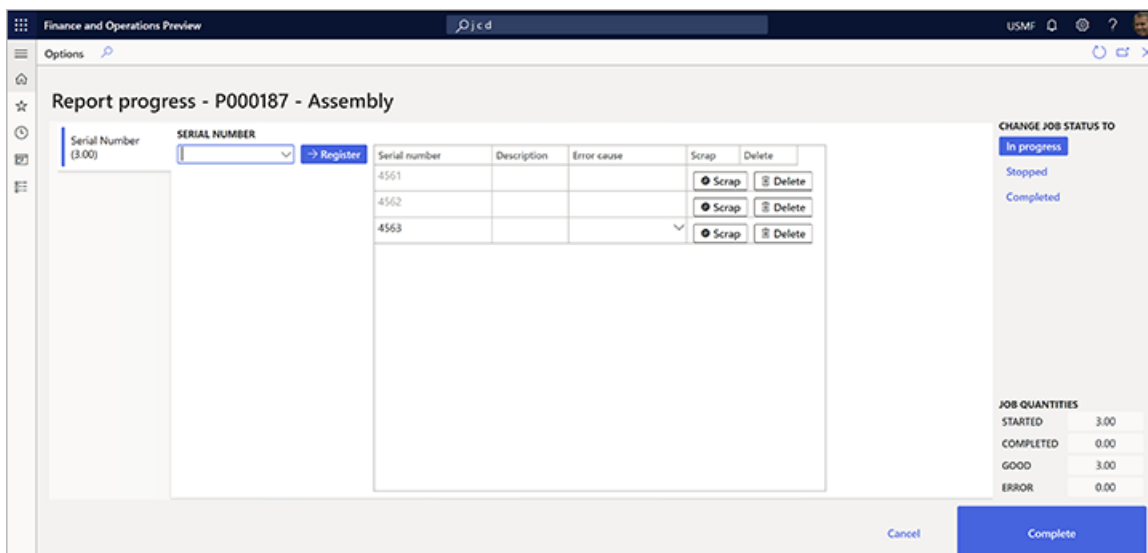 Finance and Operations Preview
jcd
USMF
?
Options
Report progress - P000187 - Assembly
Serial Number
(3.00)
SERIAL NUMBER
Register
Serial number Description Error cause Scrap Delete
4561 Scrap Delete
4562 Scrap Delete
4563 Scrap Delete
CHANGE JOB STATUS TO
In progress
Stopped
Completed
JOB QUANTITIES
STARTED 3.00
COMPLETED 0.00
GOOD 3.00
ERROR 0.00
Cancel
Complete